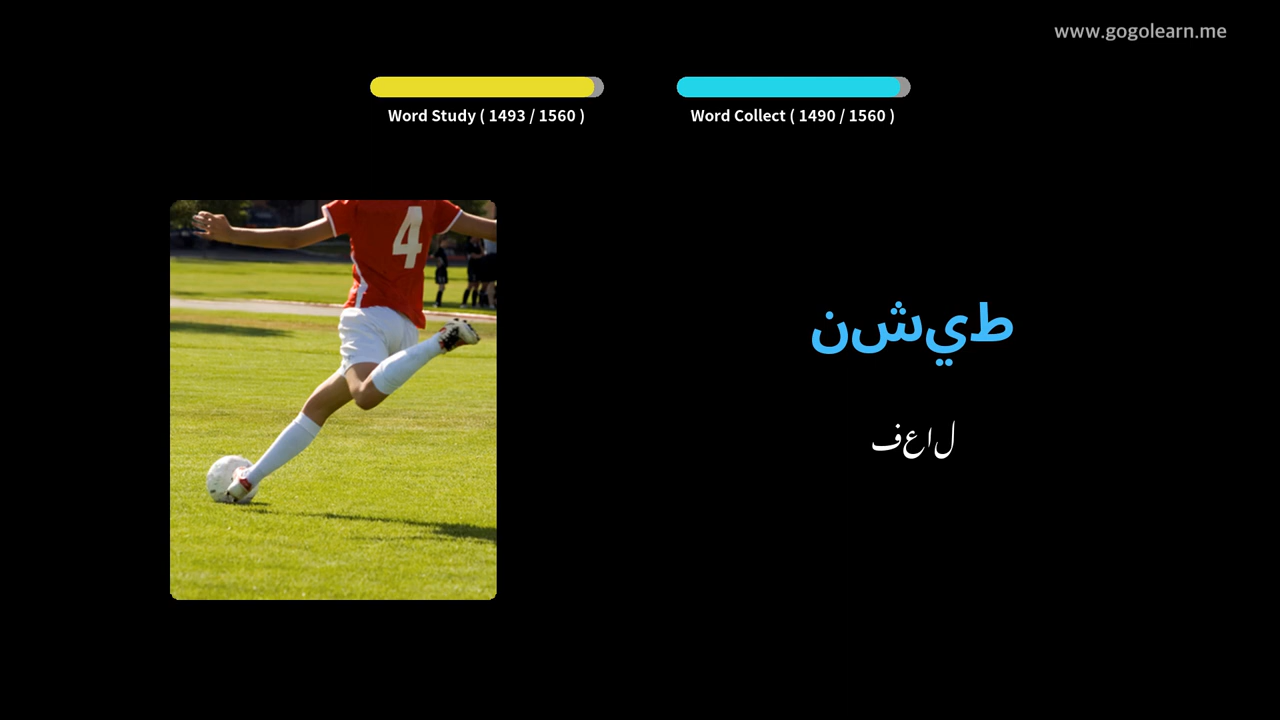 www.gogolearn.me
Word Study ( 1493 / 1560 )
Word Collect ( 1490 / 1560 )
نشيط
فعال
4